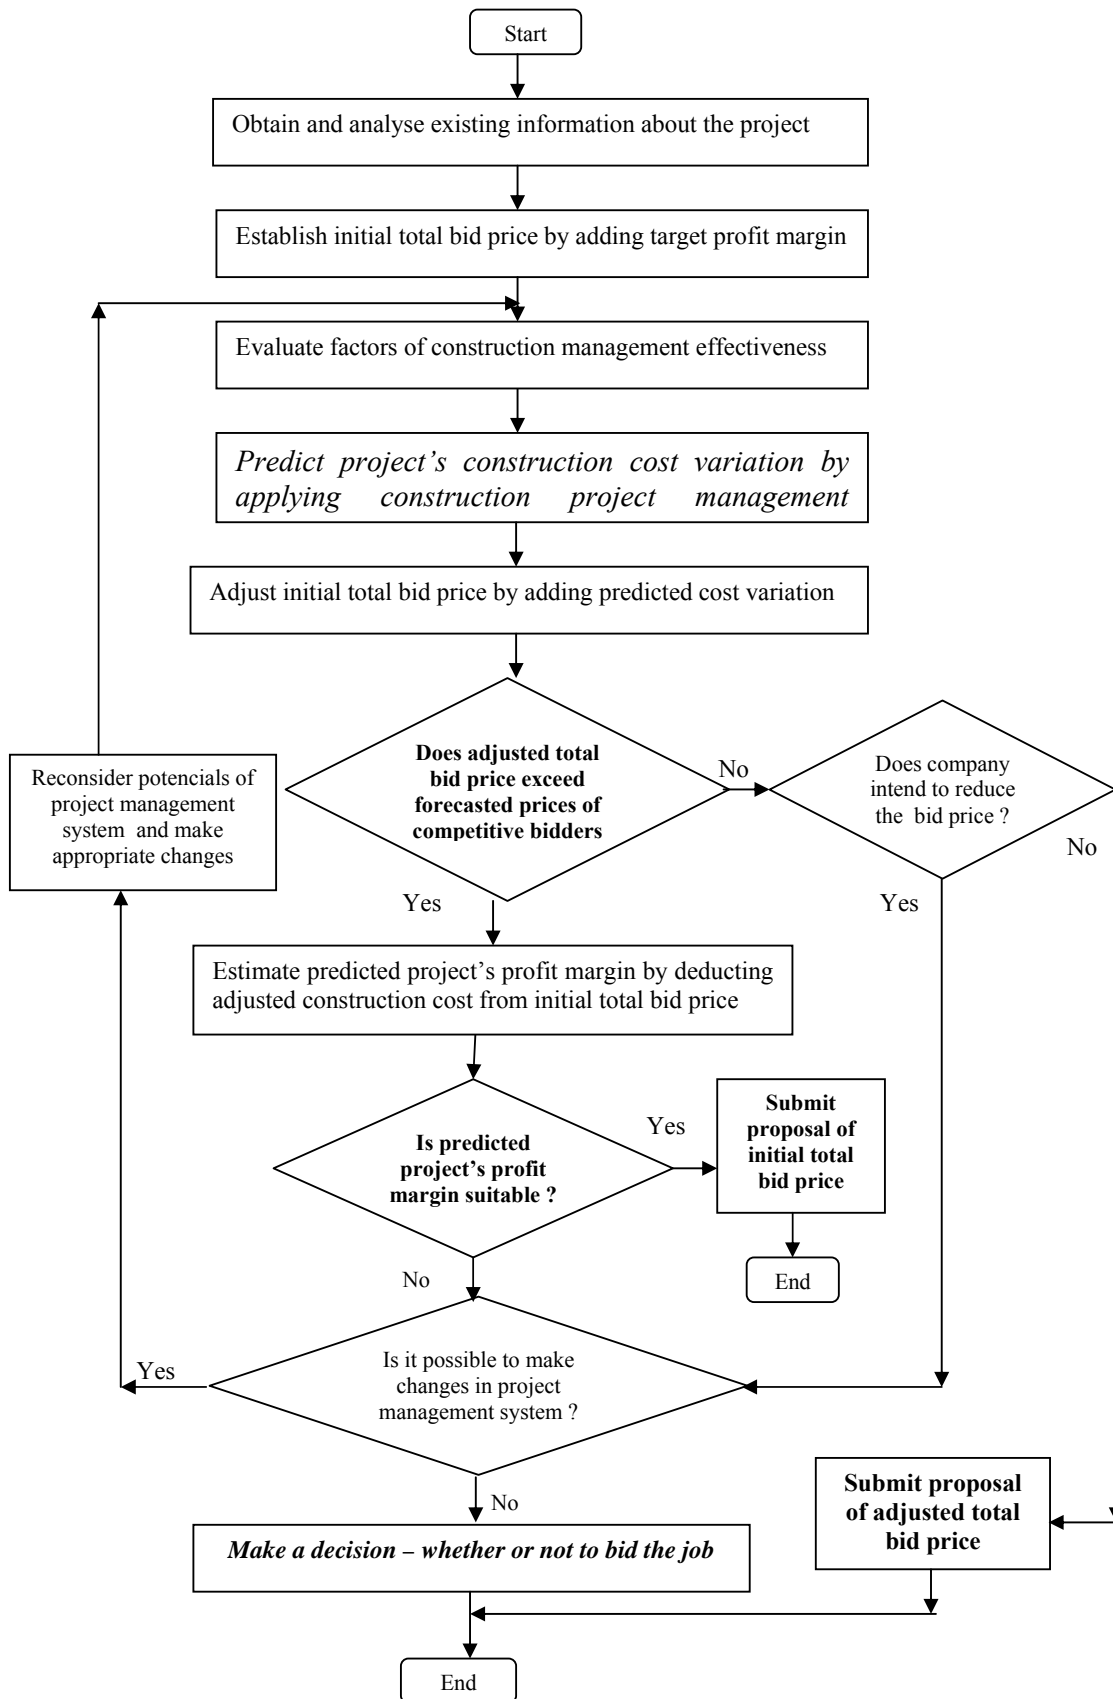 Start
Obtain and analyse existing information about the project
Establish initial total bid price by adding target profit margin
Evaluate factors of construction management effectiveness
Predict project’s construction cost variation by
applying construction project management
Adjust initial total bid price by adding predicted cost variation
Does adjusted total
bid price exceed
forecasted prices of
competitive bidders
No
Does company
intend to reduce
the bid price ?
No
Reconsider potencials of
project management
system and make
appropriate changes
Yes
Yes
Estimate predicted project’s profit margin by deducting
adjusted construction cost from initial total bid price
Is predicted
project’s profit
margin suitable ?
Yes
Submit
proposal of
initial total
bid price
No
End
Is it possible to make
changes in project
management system ?
Yes
No
Submit proposal
of adjusted total
bid price
Make a decision – whether or not to bid the job
End